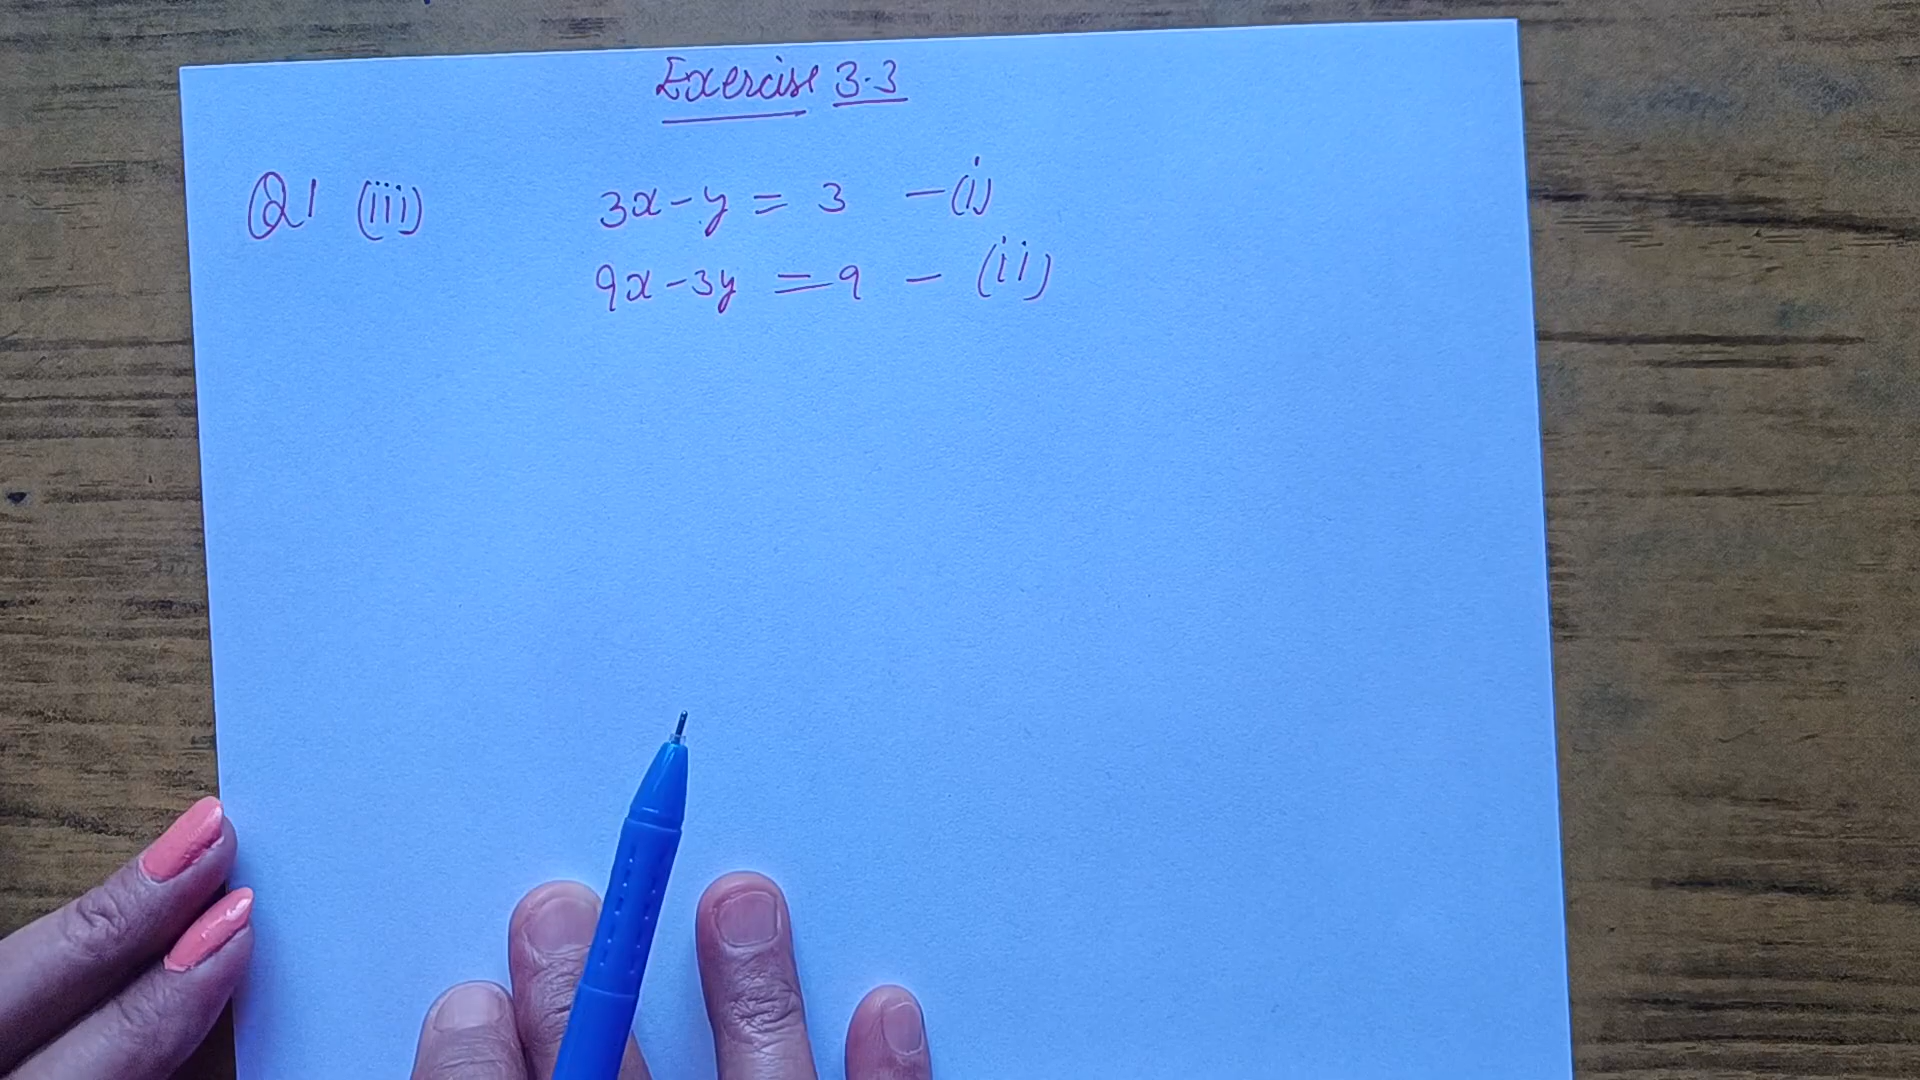 Exercise 3.3
Q1 (iii) 3x-y = 3 -(i)
9x-3y = 9 - (ii)